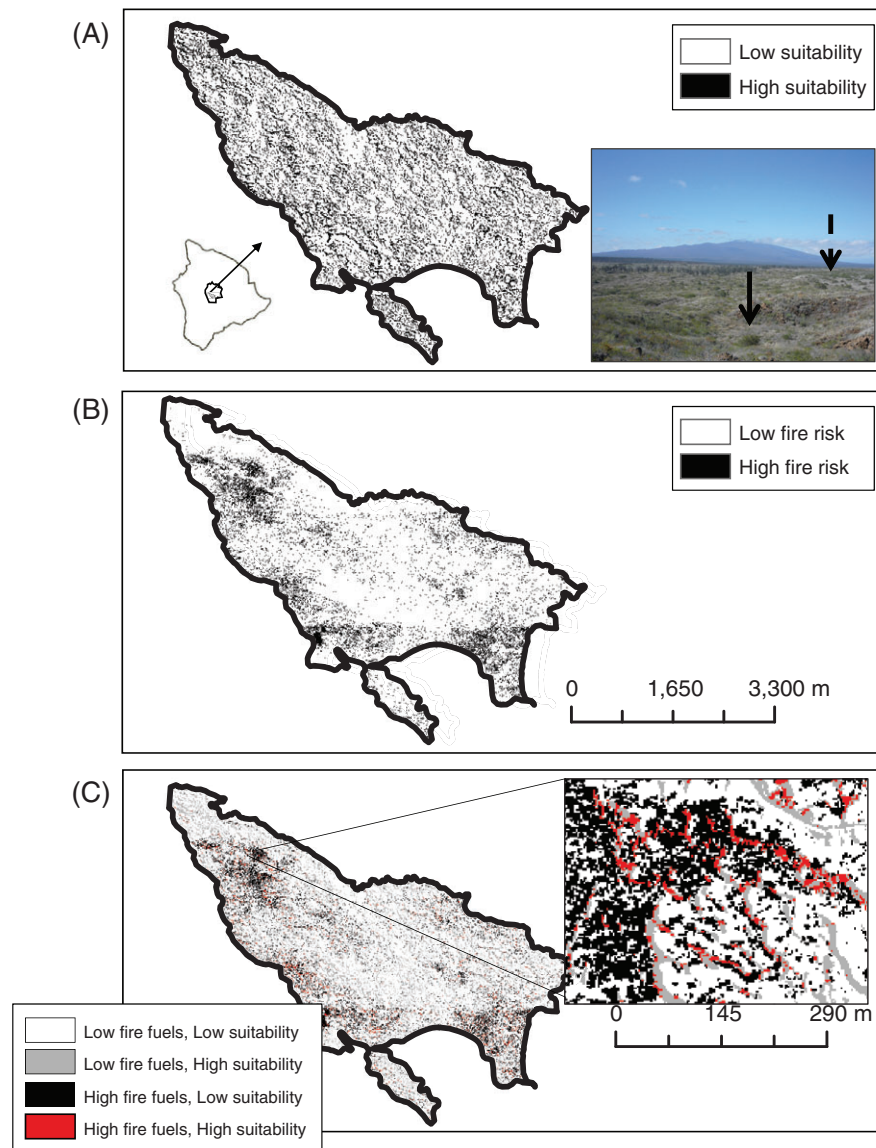 (A)
Low suitability
High suitability
(B)
Low fire risk
High fire risk
0 1,650 3,300 m
(C)
0 145 290 m
Low fire fuels, Low suitability
Low fire fuels, High suitability
High fire fuels, Low suitability
High fire fuels, High suitability